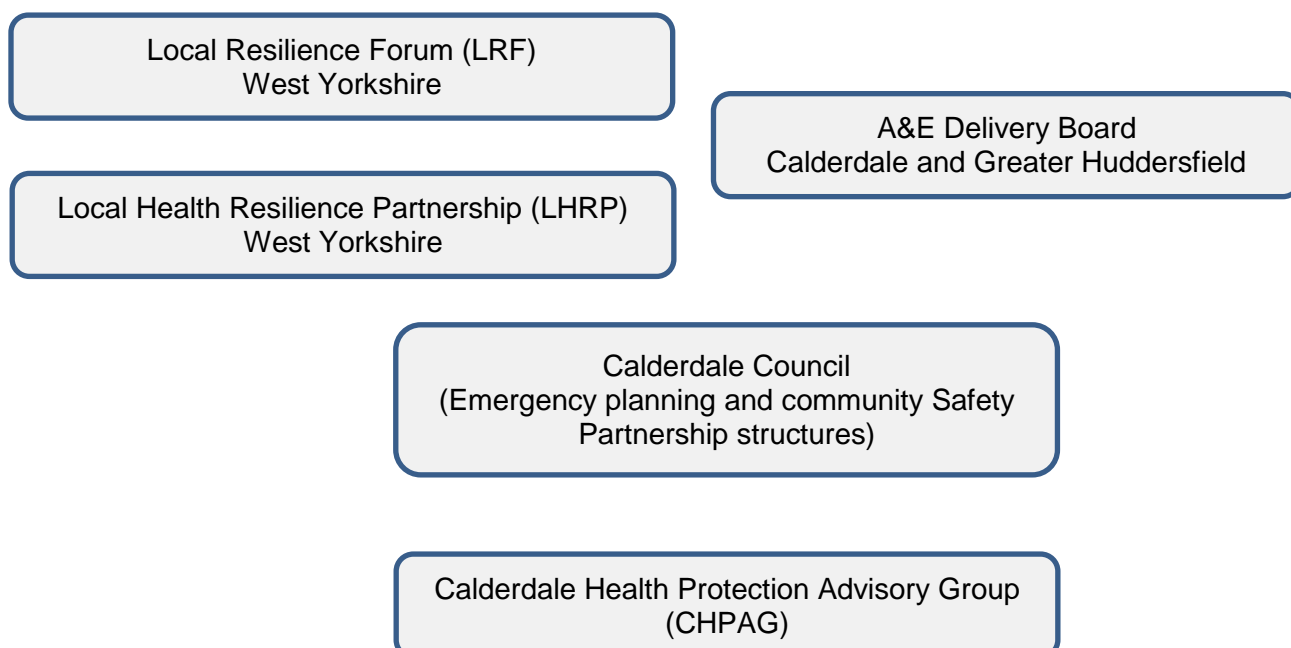 Local Resilience Forum (LRF)
West Yorkshire
A&E Delivery Board
Calderdale and Greater Huddersfield
Local Health Resilience Partnership (LHRP)
West Yorkshire
Calderdale Council
(Emergency planning and community Safety
Partnership structures)
Calderdale Health Protection Advisory Group
(CHPAG)